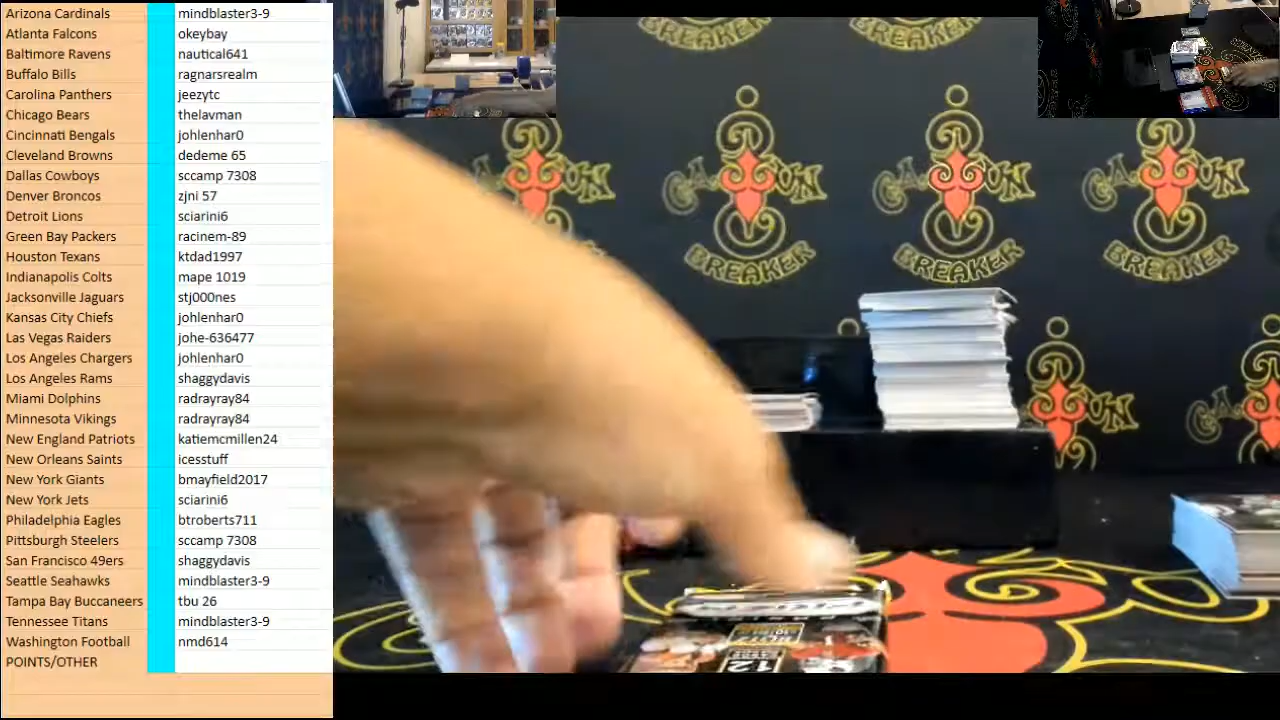 Arizona Cardinals mindblaster3-9
Atlanta Falcons okeybay
Baltimore Ravens nautical641
Buffalo Bills ragnarsrealm
Carolina Panthers jeezytc
Chicago Bears thelavman
Cincinnati Bengals johlenhar0
Cleveland Browns dedeme 65
Dallas Cowboys sccamp 7308
Denver Broncos zjni 57
Detroit Lions sciarini6
Green Bay Packers racinem-89
Houston Texans ktdad1997
Indianapolis Colts mape 1019
Jacksonville Jaguars stj000nes
Kansas City Chiefs johlenhar0
Las Vegas Raiders johe-636477
Los Angeles Chargers johlenhar0
Los Angeles Rams shaggydavis
Miami Dolphins radrayray84
Minnesota Vikings radrayray84
New England Patriots katiemcmillen24
New Orleans Saints icesstuff
New York Giants bmayfield2017
New York Jets sciarini6
Philadelphia Eagles btroberts711
Pittsburgh Steelers sccamp 7308
San Francisco 49ers shaggydavis
Seattle Seahawks mindblaster3-9
Tampa Bay Buccaneers tbu 26
Tennessee Titans mindblaster3-9
Washington Football nmd614
POINTS/OTHER
BREAKER
BREAKER
BREAKER
BREAKER
12